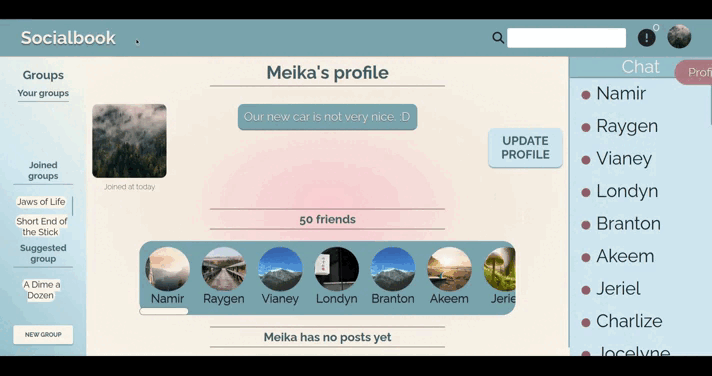 Socialbook
0
Groups
Your groups
Joined
groups
Jaws of Life
Short End of
the Stick
Suggested
group
A Dime a
Dozen
NEW GROUP
Meika's profile
Our new car is not very nice. :D
Joined at today
UPDATE
PROFILE
50 friends
Namir
Raygen
Vianey
Londyn
Branton
Akeem
Jerie
Meika has no posts yet
Chat
Profi
Namir
Raygen
Vianey
Londyn
Branton
Akeem
Jeriel
Charlize
Jocelyne